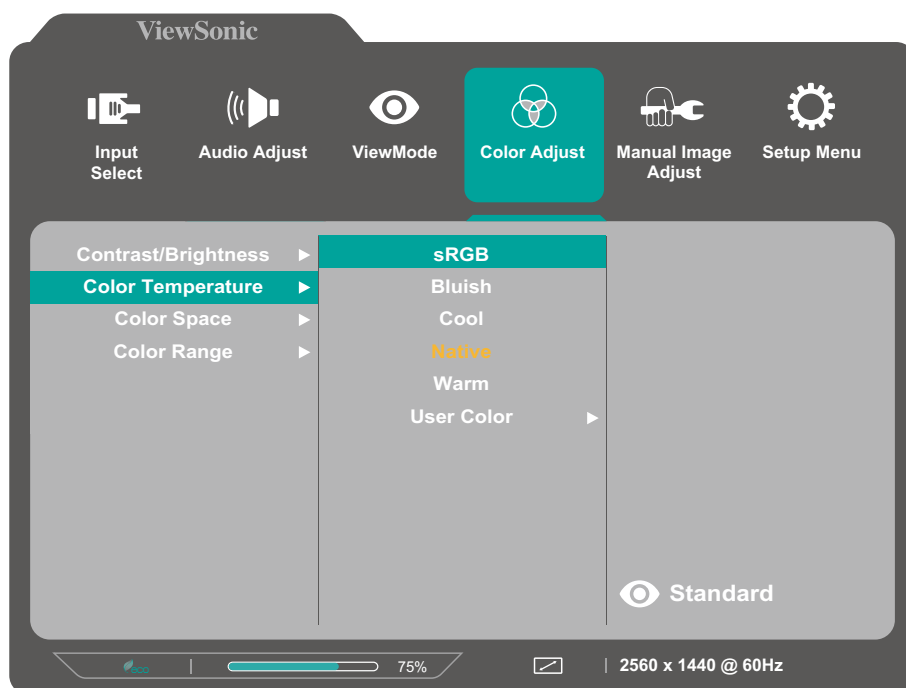 ViewSonic
Input
Select
Audio Adjust
ViewMode
Color Adjust
Manual Image
Adjust
Setup Menu
Contrast/Brightness
Color Temperature
Color Space
Color Range
sRGB
Bluish
Cool
Native
Warm
User Color
Standard
eco
75%
2560 x 1440 @ 60Hz